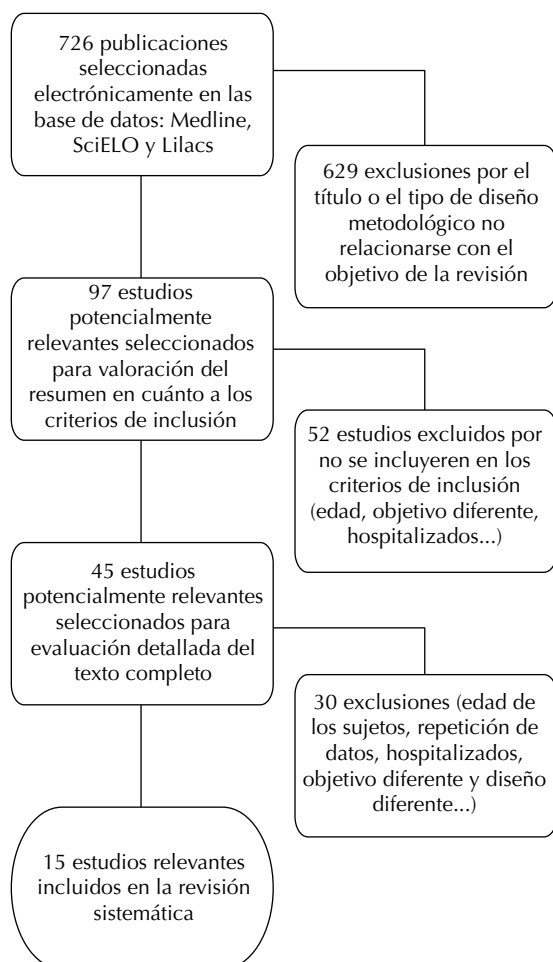 726 publicaciones
seleccionadas
electrónicamente en las
base de datos: Medline,
SciELO y Lilacs
629 exclusiones por el
título o el tipo de diseño
metodológico no
relacionarse con el
objetivo de la revisión
97 estudios
potencialmente
relevantes seleccionados
para valoración del
resumen en cuánto a los
criterios de inclusión
52 estudios excluidos por
no se incluyeren en los
criterios de inclusión
(edad, objetivo diferente,
hospitalizados...)
45 estudios
potencialmente relevantes
seleccionados para
evaluación detallada del
texto completo
30 exclusiones (edad de
los sujetos, repetición de
datos, hospitalizados,
objetivo diferente y diseño
diferente...)
15 estudios relevantes
incluidos en la revisión
sistemática